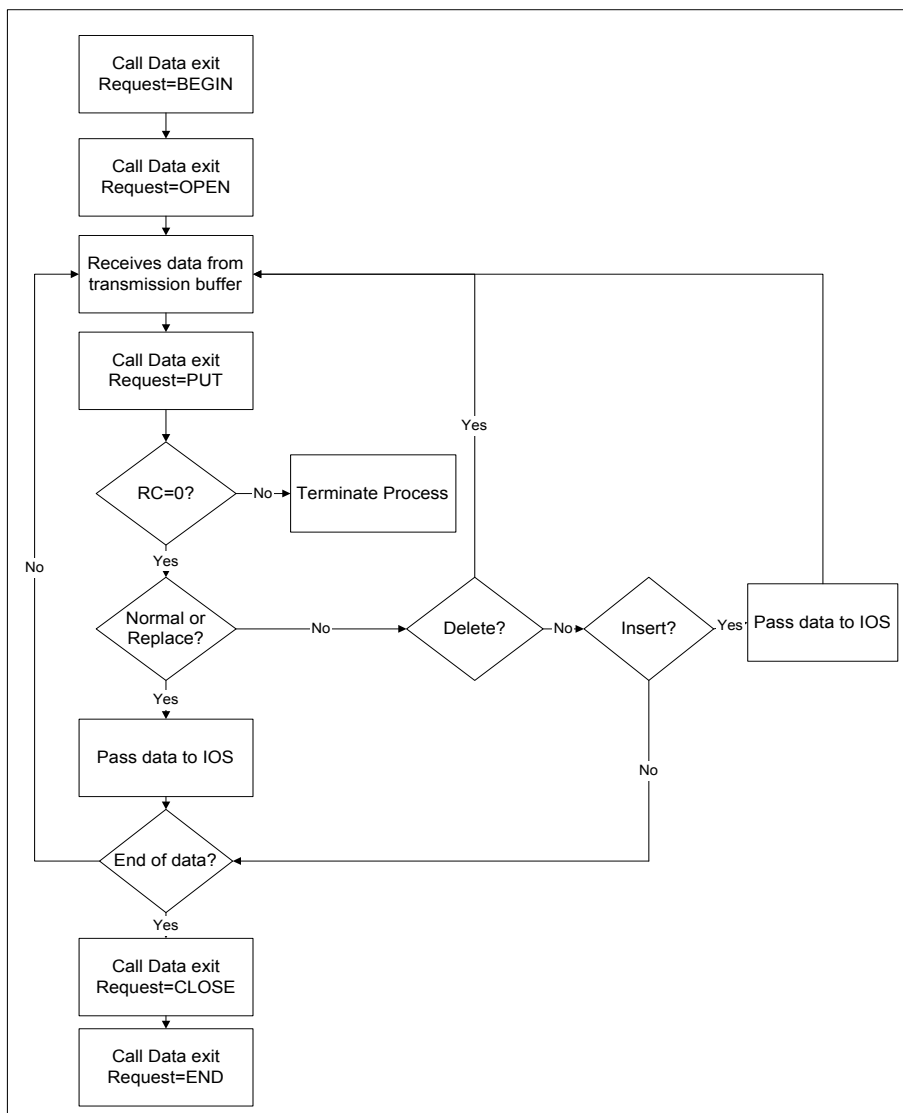 Call Data exit
Request=BEGIN
Call Data exit
Request=OPEN
Receives data from
transmission buffer
Call Data exit
Request=PUT
Yes
RC=0?
No
Terminate Process
Yes
No
Normal or
Replace?
No
Delete?
No
Insert?
Yes
Pass data to IOS
Yes
Pass data to IOS
No
End of data?
Yes
Call Data exit
Request=CLOSE
Call Data exit
Request=END